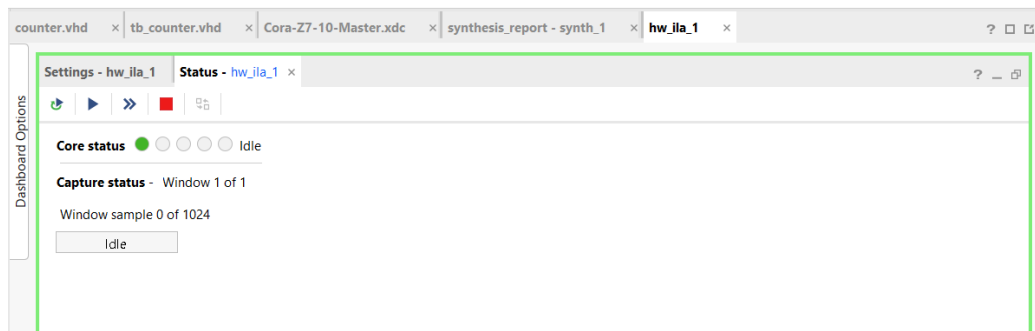 counter.vhd × tb_counter.vhd × Cora-Z7-10-Master.xdc × synthesis_report - synth_1 × hw_ila_1 × ?
Settings - hw_ila_1 Status - hw_ila_1 × ?
Dashboard Options
Core status Idle
Capture status - Window 1 of 1
Window sample 0 of 1024
Idle